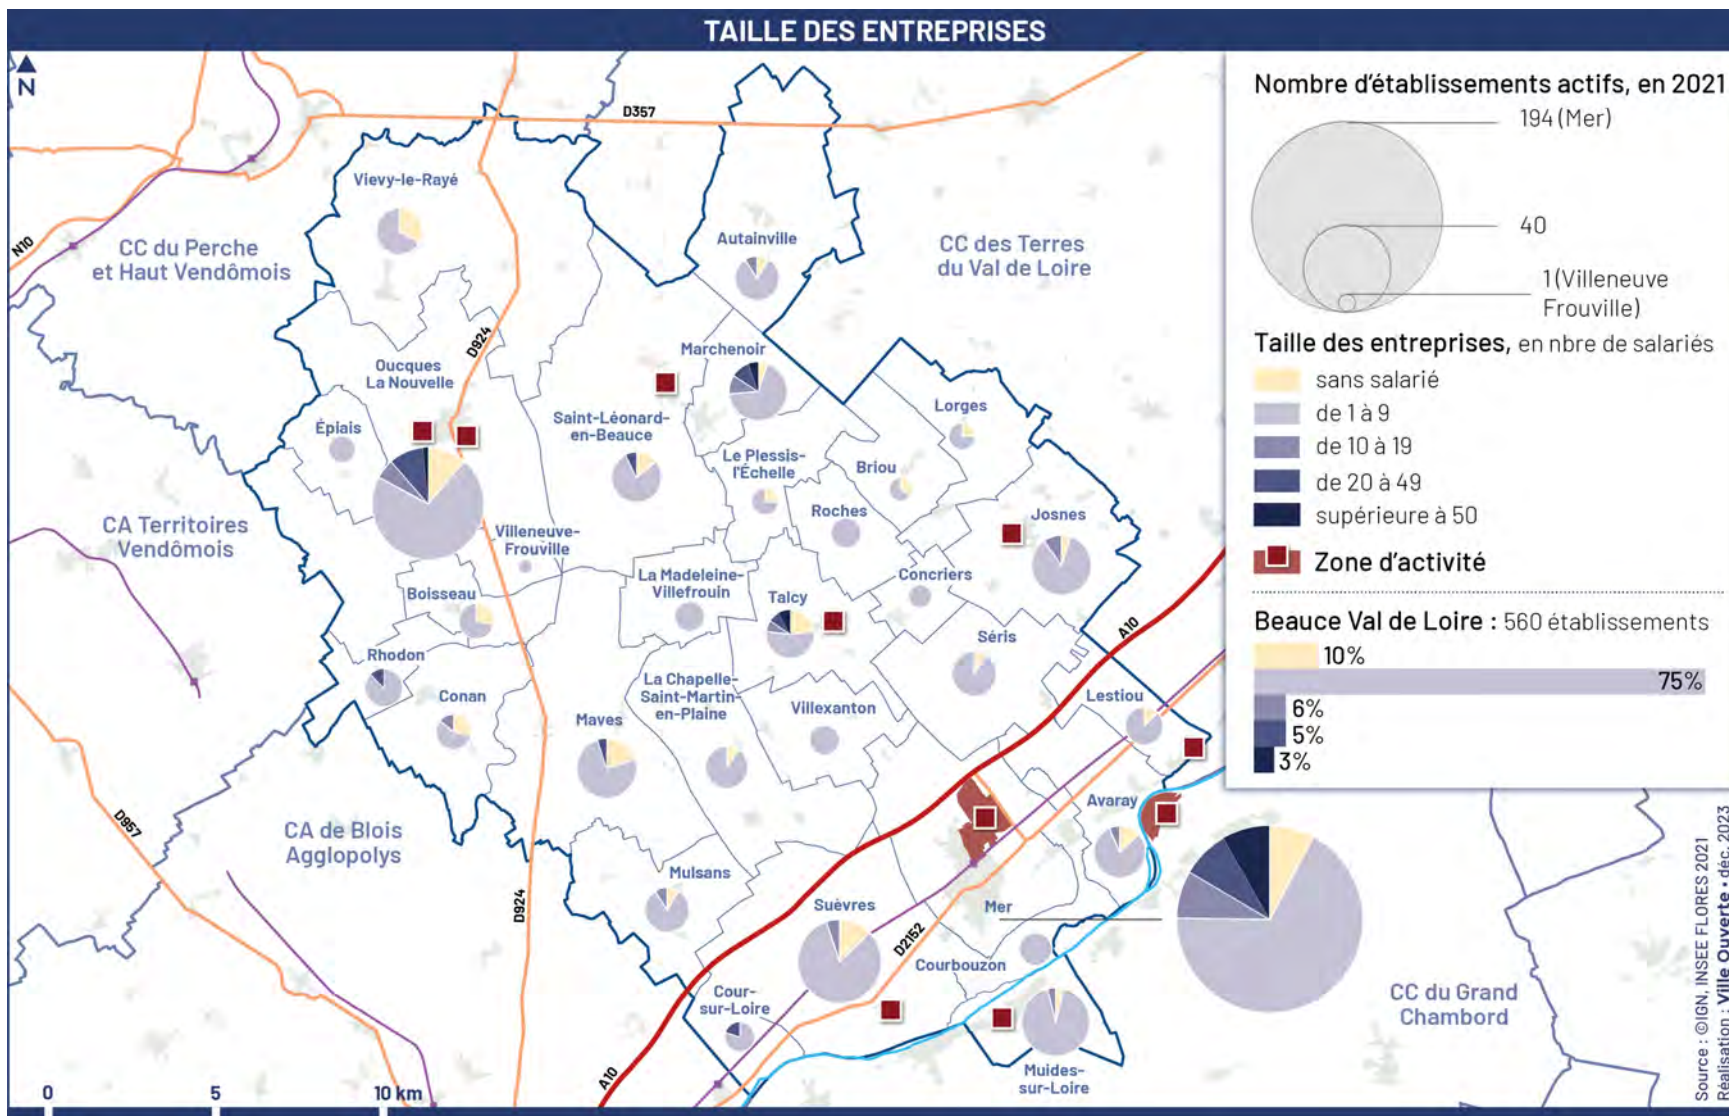 TAILLE DES ENTREPRISES
N
D357
Vievy-le-Rayé
N10
CC du Perche
et Haut Vendômois
Autainville
CC des Terres
du Val de Loire
D924
Oucques
La Nouvelle
Marchenoir
Épiais
Saint-Léonard-
en-Beauce
Lorges
Le Plessis-
l'Échelle
Briou
CA Territoires
Vendômois
Villeneuve-
Frouville
Roches
Josnes
La Madeleine-
Villefrouin
Concriers
Boisseau
Talcy
A10
Séris
Rhodon
Conan
La Chapelle-
Saint-Martin-
en-Plaine
Lestiou
Maves
Villexanton
D957
CA de Blois
Agglopolys
Avaray
Mulsans
D924
Suèvres
Mer
D2152
Courbouzon
Cour-
sur-Loire
CC du Grand
Chambord
A10
Muides-
sur-Loire
0 5 10 km
Nombre d'établissements actifs, en 2021
194 (Mer)
40
1 (Villeneuve
Frouville)
Taille des entreprises, en nbre de salariés
sans salarié
de 1 à 9
de 10 à 19
de 20 à 49
supérieure à 50
Zone d'activité
Beauce Val de Loire : 560 établissements
10%
75%
6%
5%
3%
Source : ©IGN, INSEE FLORES 2021
Réalisation : Ville Ouverte • déc. 2023